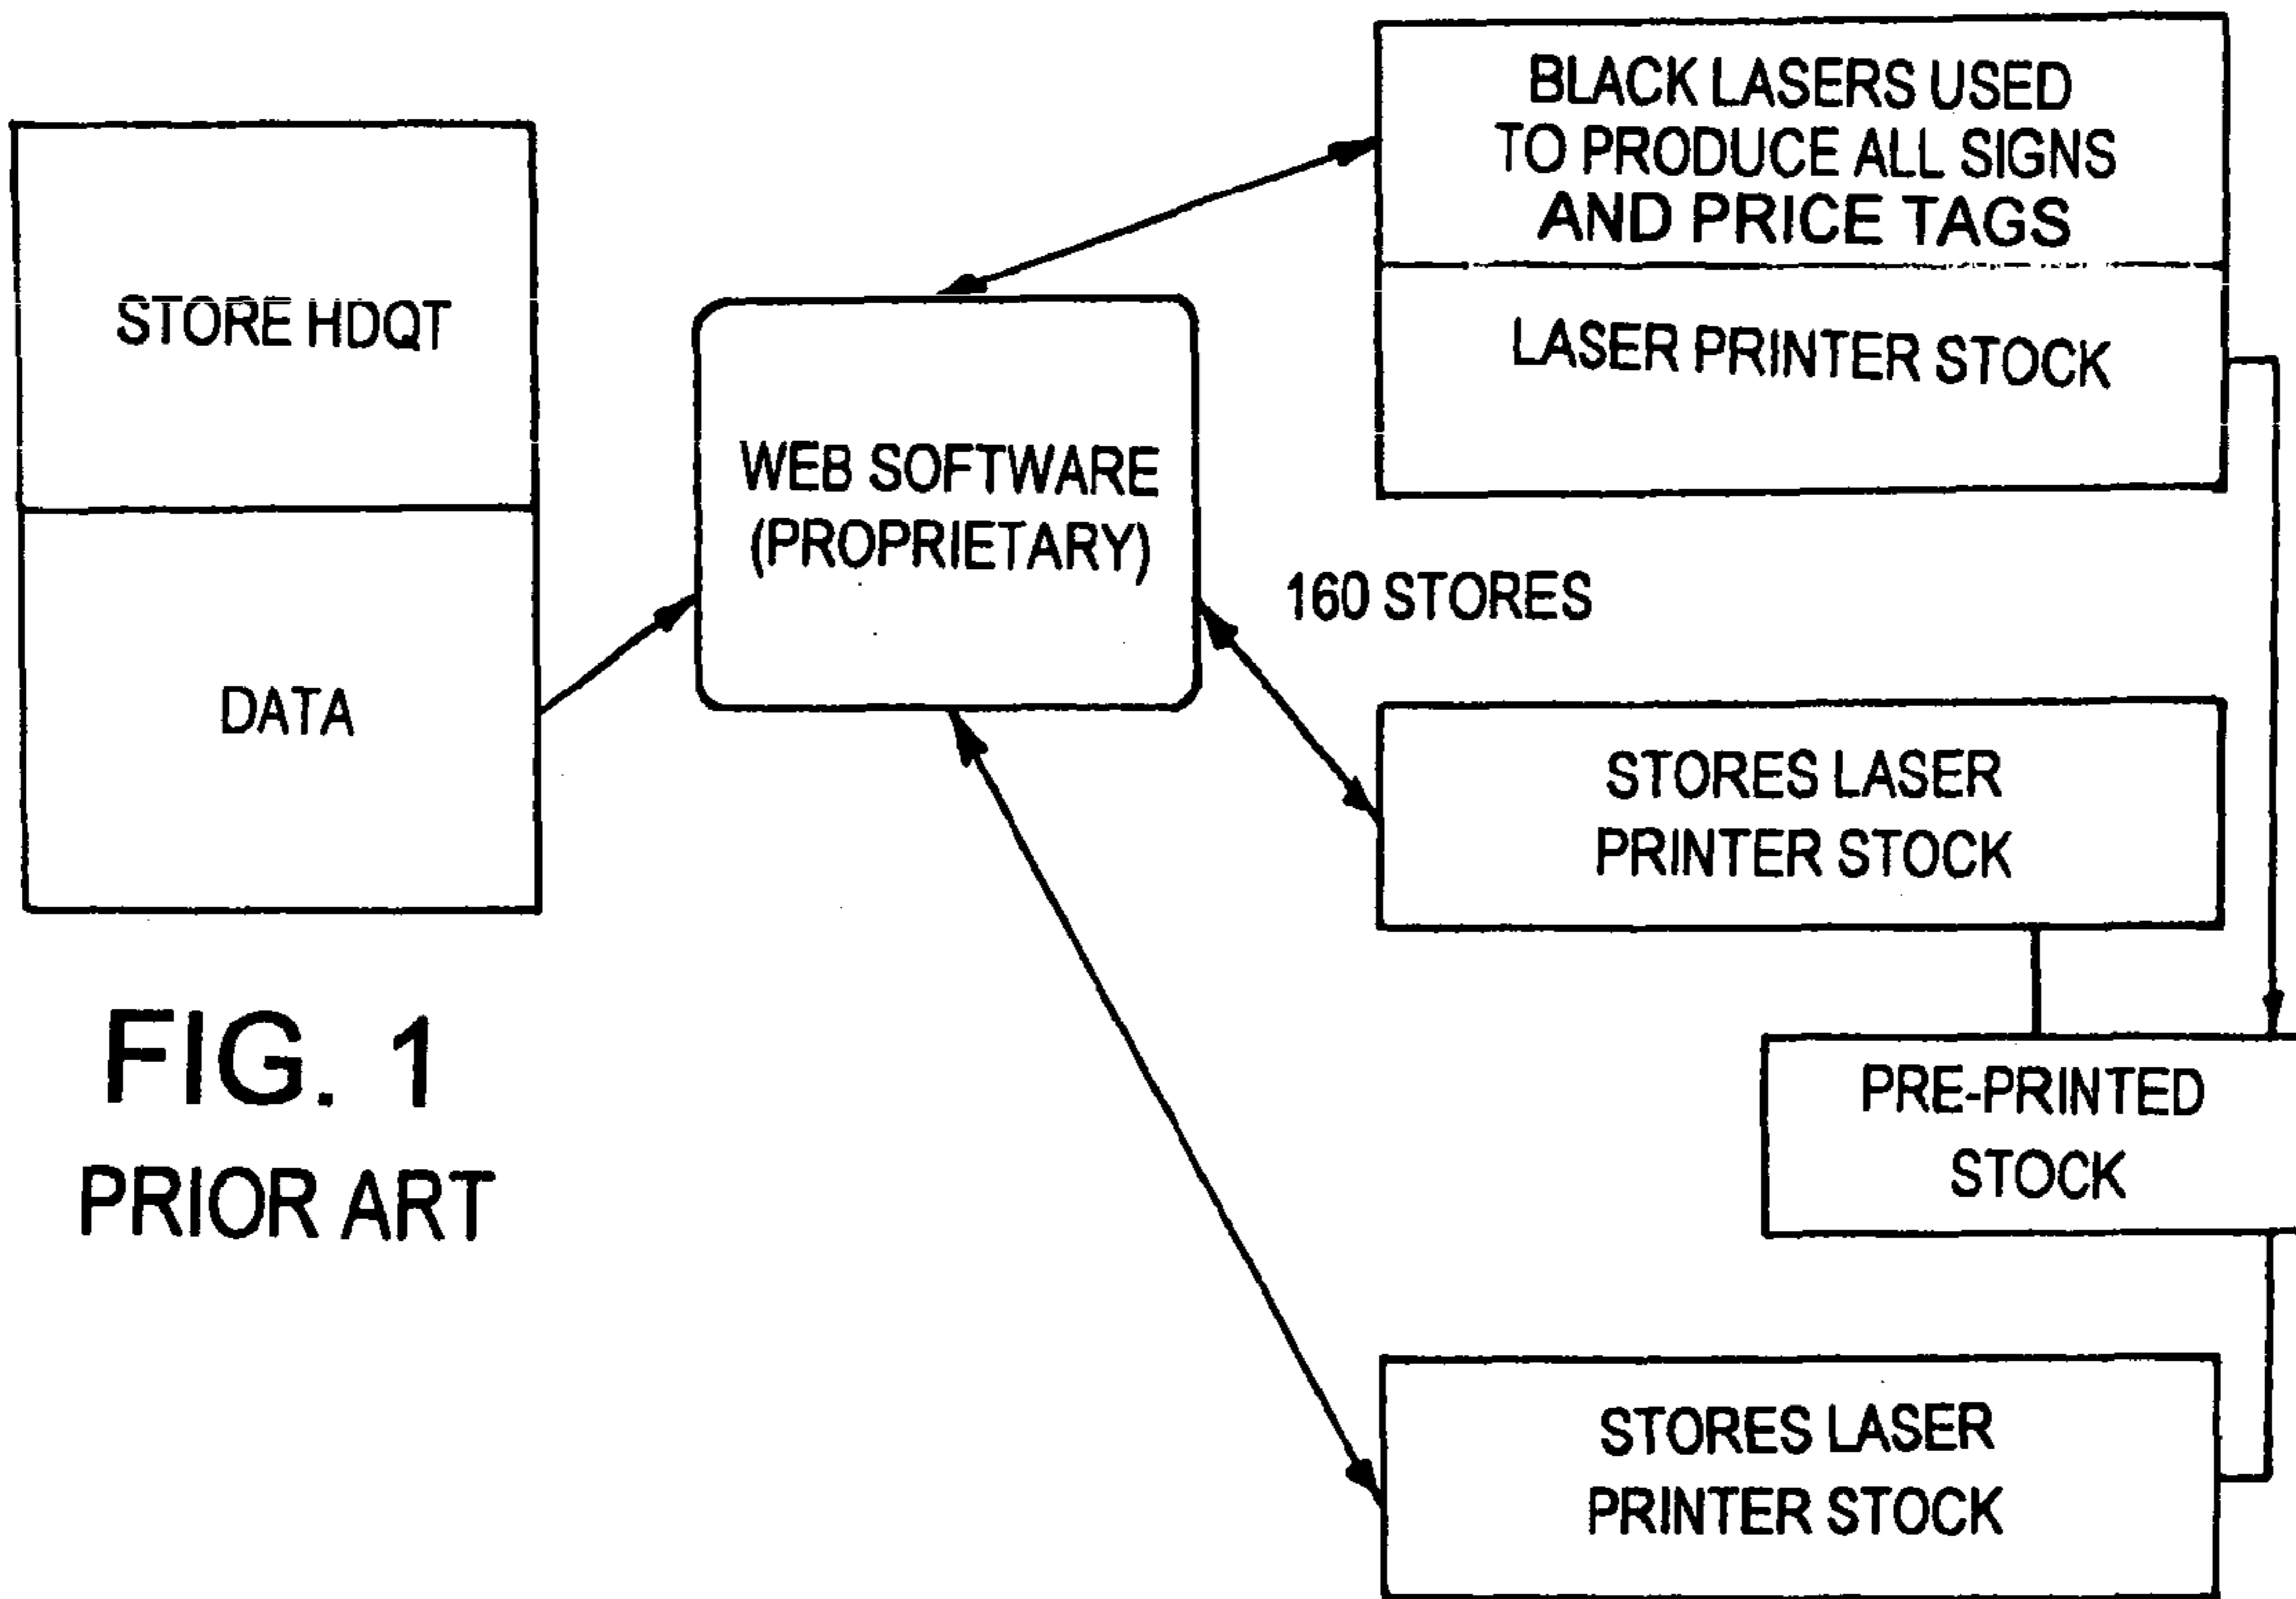 STORE HDQT
DATA
WEB SOFTWARE
(PROPRIETARY)
BLACK LASERS USED
TO PRODUCE ALL SIGNS
AND PRICE TAGS
LASER PRINTER STOCK
160 STORES
STORES LASER
PRINTER STOCK
PRE-PRINTED
STOCK
STORES LASER
PRINTER STOCK
FIG. 1
PRIOR ART